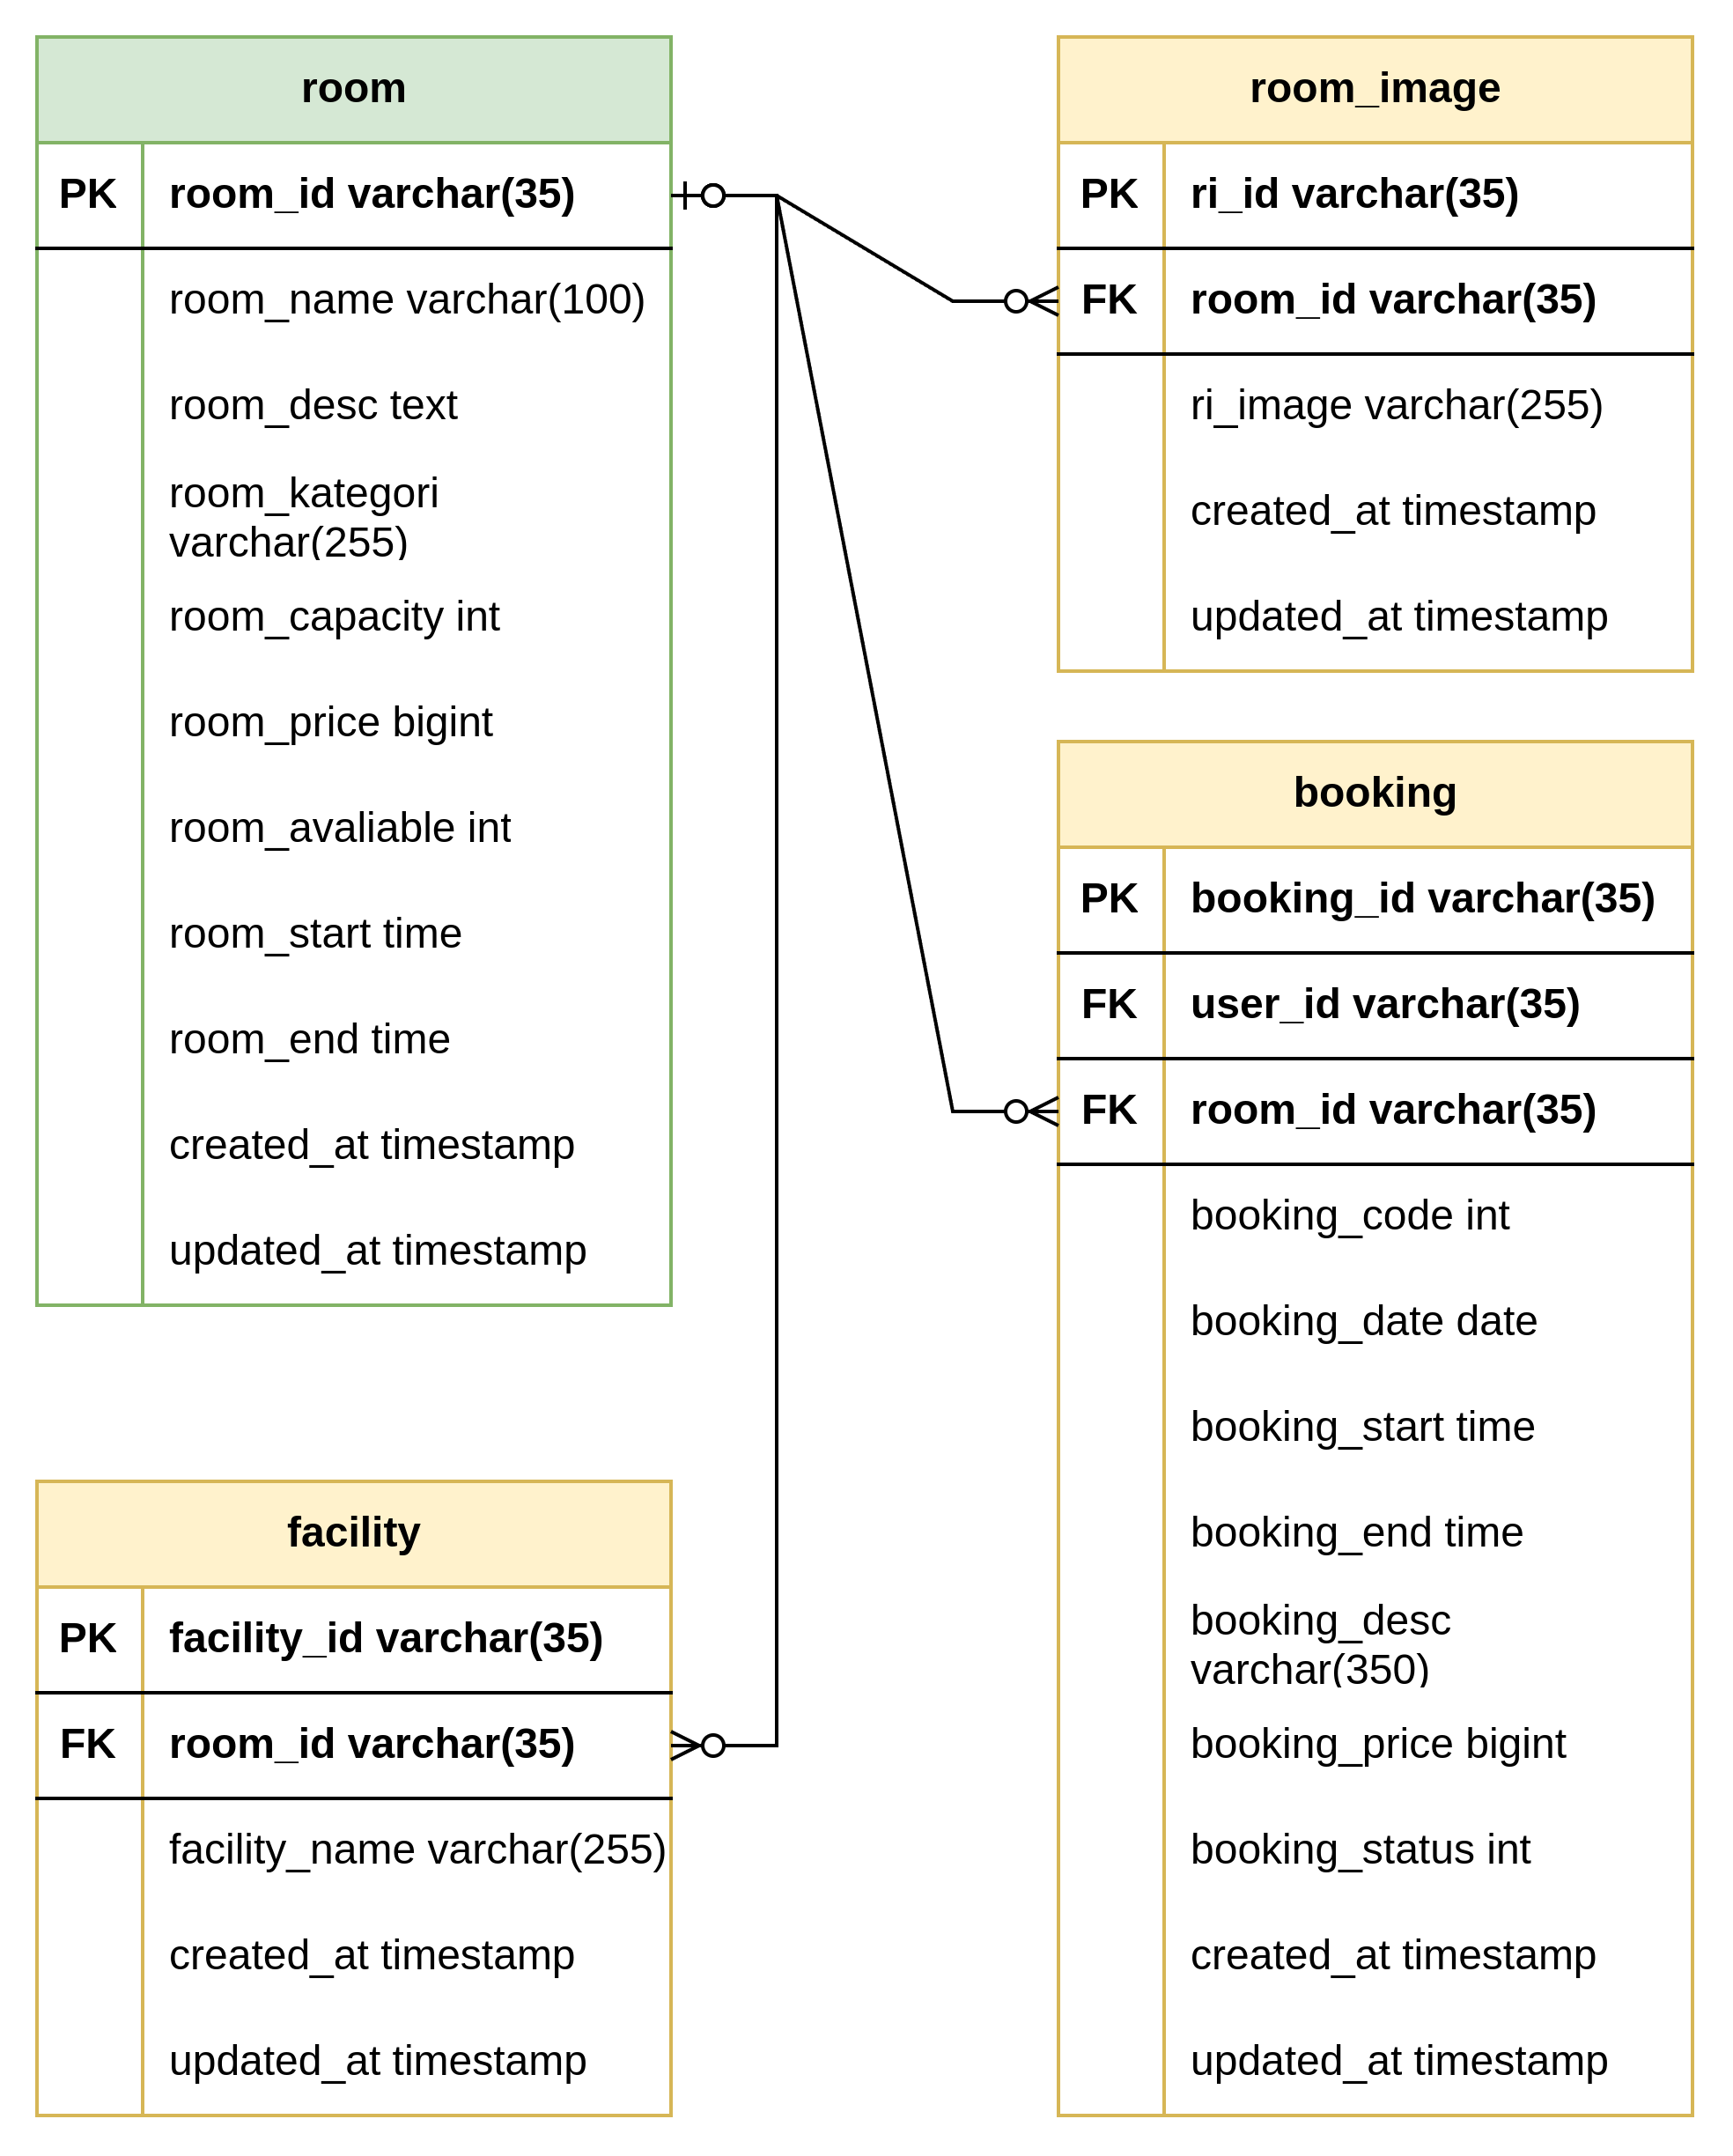 room
PK room_id varchar(35)
room_name varchar(100)
room_desc text
room_kategori
varchar(255)
room_capacity int
room_price bigint
room_avaliable int
room_start time
room_end time
created_at timestamp
updated_at timestamp
room_image
PK ri_id varchar(35)
FK room_id varchar(35)
ri_image varchar(255)
created_at timestamp
updated_at timestamp
booking
PK booking_id varchar(35)
FK user_id varchar(35)
FK room_id varchar(35)
booking_code int
booking_date date
booking_start time
booking_end time
booking_desc
varchar(350)
booking_price bigint
booking_status int
created_at timestamp
updated_at timestamp
facility
PK facility_id varchar(35)
FK room_id varchar(35)
facility_name varchar(255)
created_at timestamp
updated_at timestamp